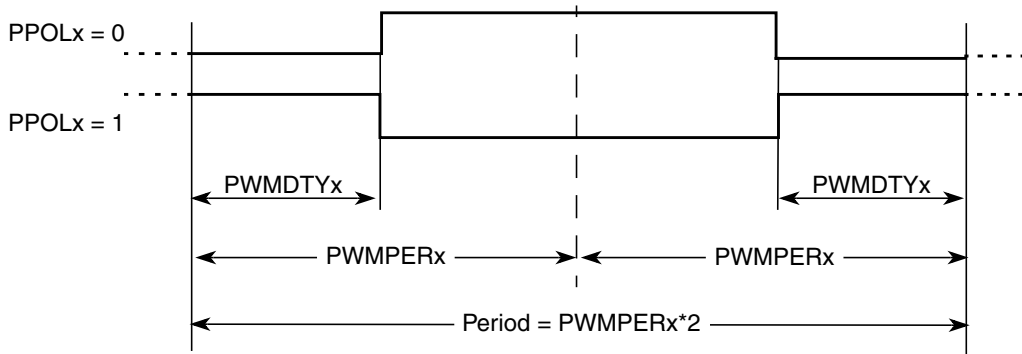 PPOLx = 0
PPOLx = 1
PWMDTYx
PWMDTYx
PWMPERx
PWMPERx
Period = PWMPERx*2